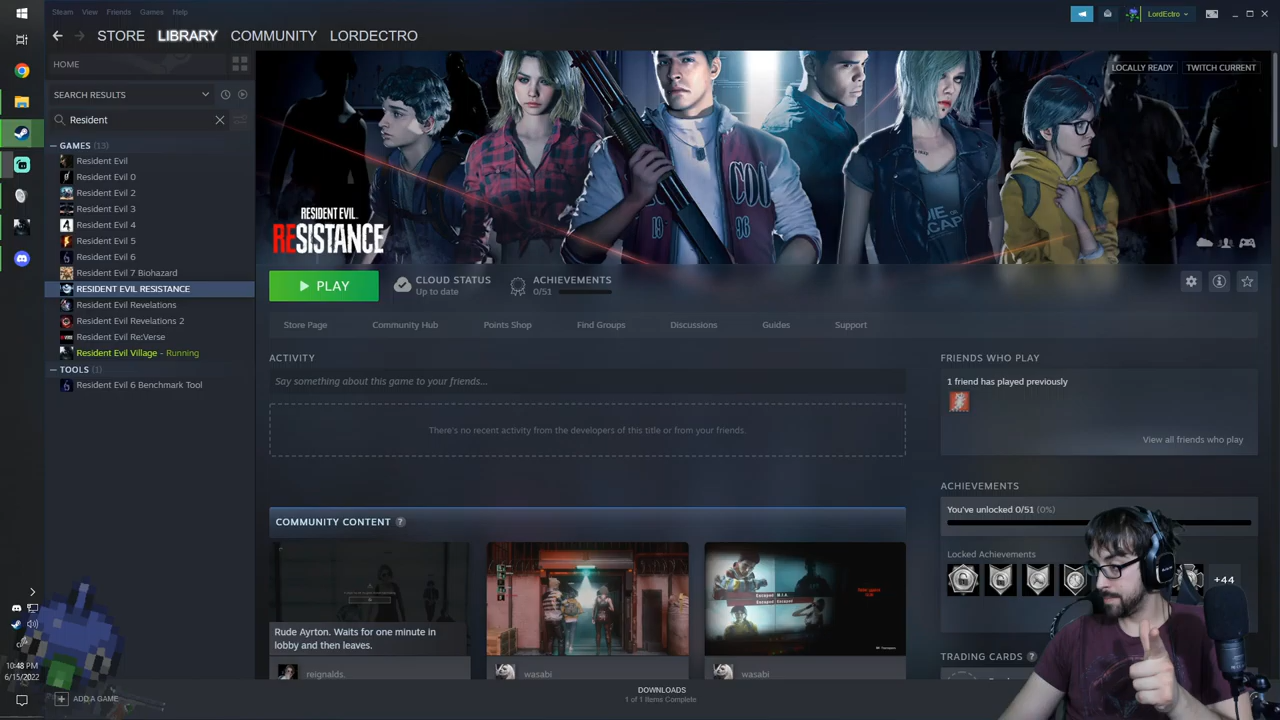 Steam View Friends Games Help
LordEctro
STORE LIBRARY COMMUNITY LORDECTRO
HOME
SEARCH RESULTS
Resident
GAMES (13)
Resident Evil
Resident Evil 0
Resident Evil 2
Resident Evil 3
Resident Evil 4
Resident Evil 5
Resident Evil 6
Resident Evil 7 Biohazard
RESIDENT EVIL RESISTANCE
Resident Evil Revelations
Resident Evil Revelations 2
Resident Evil Re:Verse
Resident Evil Village - Running
TOOLS (1)
Resident Evil 6 Benchmark Tool
ADD A GAME
10:48 PM
6/15/2022
LOCALLY READY TWITCH CURRENT
RESIDENT EVIL
RESISTANCE
PLAY
CLOUD STATUS
Up to date
ACHIEVEMENTS
0/51
Store Page Community Hub Points Shop Find Groups Discussions Guides Support
ACTIVITY
Say something about this game to your friends...
There's no recent activity from the developers of this title or from your friends.
COMMUNITY CONTENT ?
Rude Ayrton. Waits for one minute in
lobby and then leaves.
reignalds.
wasabi
wasabi
FRIENDS WHO PLAY
1 friend has played previously
View all friends who play
ACHIEVEMENTS
You've unlocked 0/51 (0%)
Locked Achievements
+44
TRADING CARDS ?
DOWNLOADS
1 of 1 Items Complete